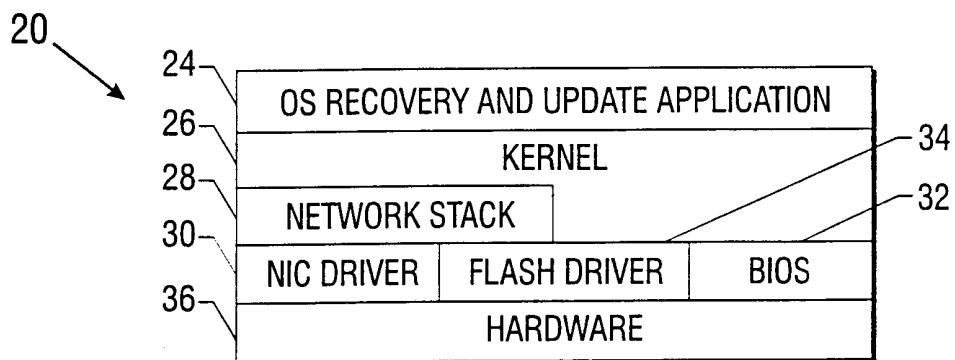 20
24
OS RECOVERY AND UPDATE APPLICATION
26
KERNEL
34
28
NETWORK STACK
32
30
NIC DRIVER
FLASH DRIVER
BIOS
36
HARDWARE